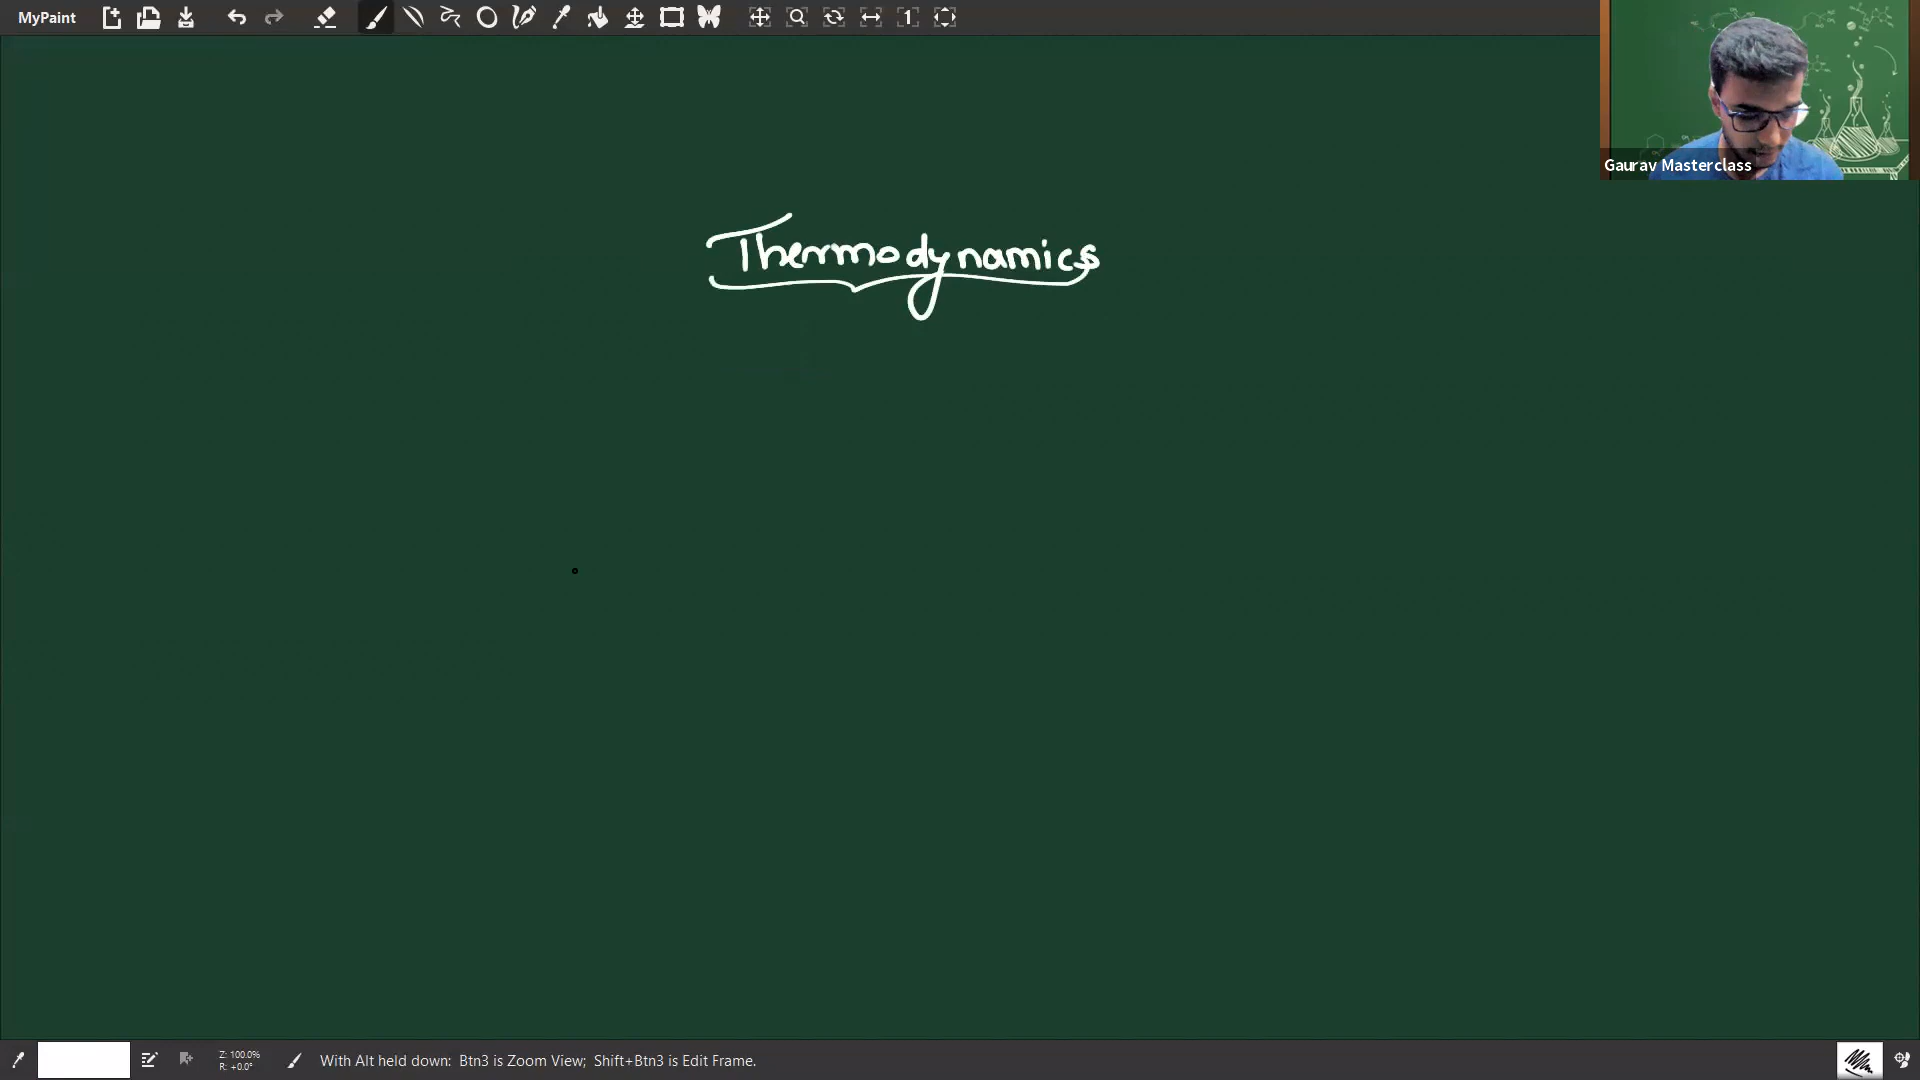 MyPaint
1
Gaurav Masterclass
Thermodynamics
Z: 100.0%
R: +0.0°
With Alt held down: Btn3 is Zoom View; Shift+Btn3 is Edit Frame.